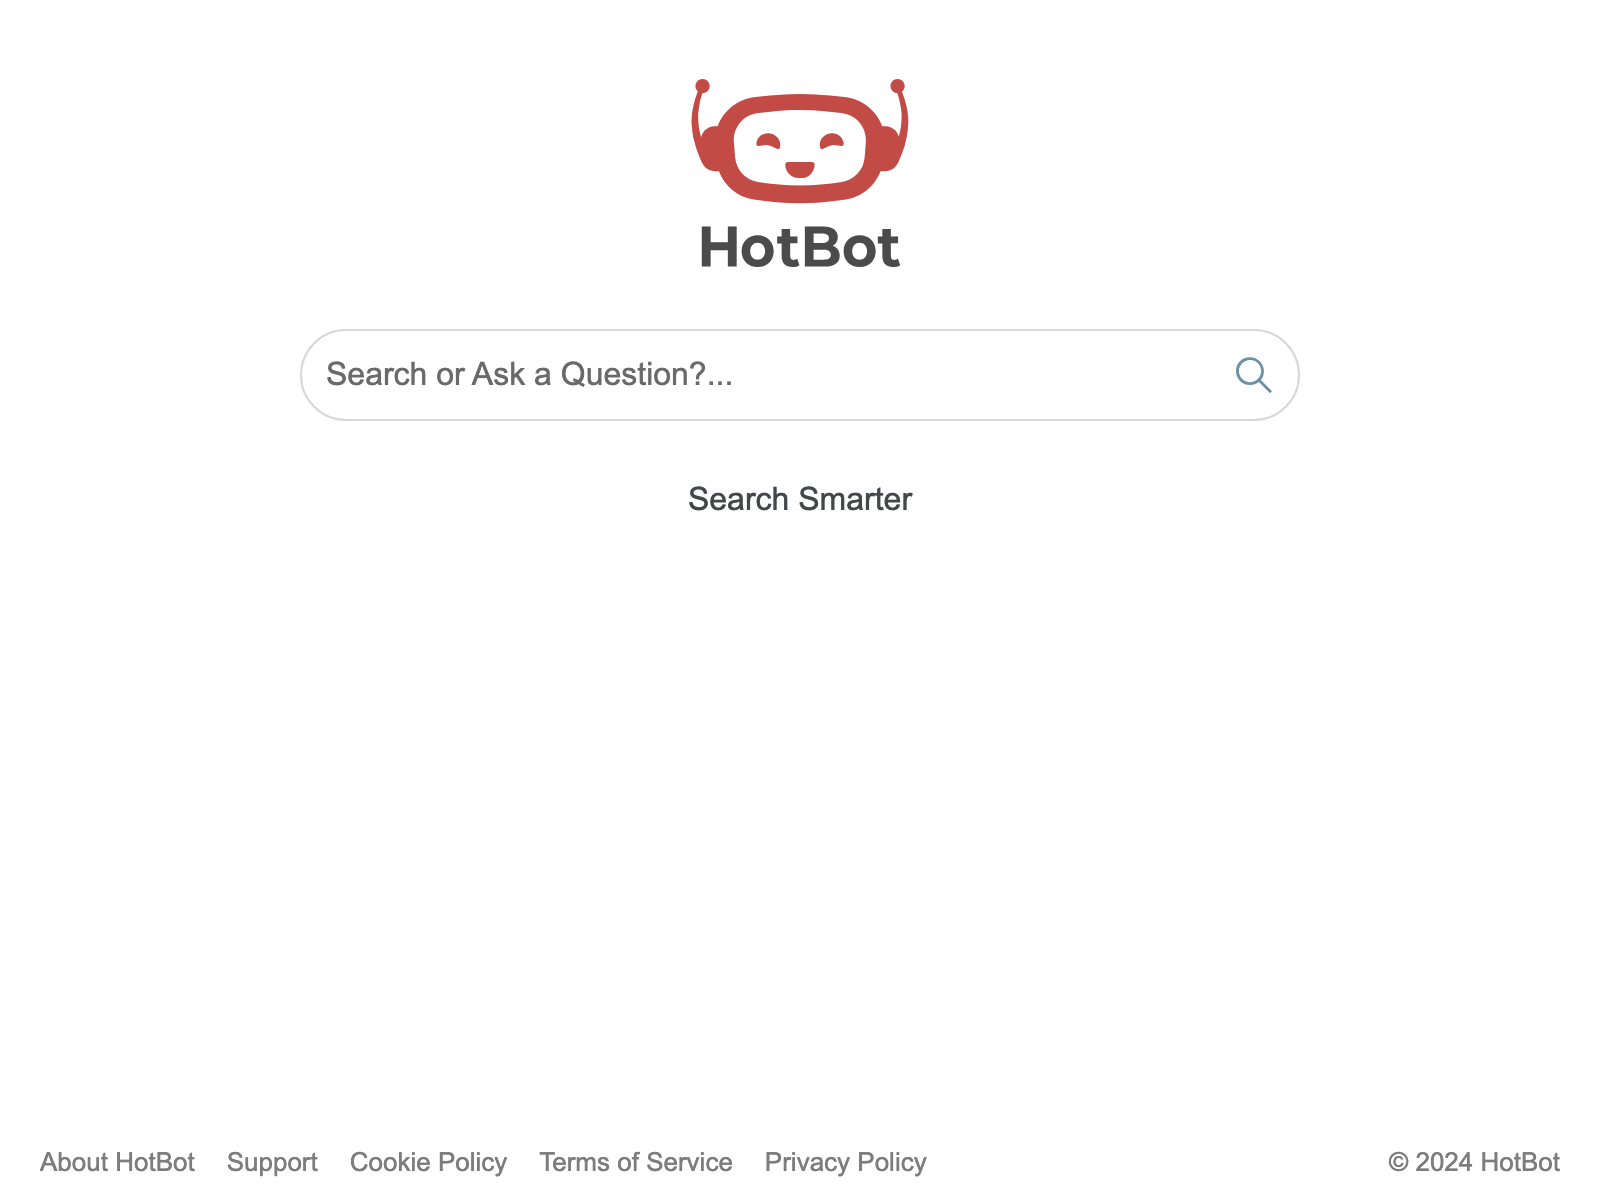 HotBot
Search or Ask a Question?...
Search Smarter
About HotBot Support Cookie Policy Terms of Service Privacy Policy © 2024 HotBot